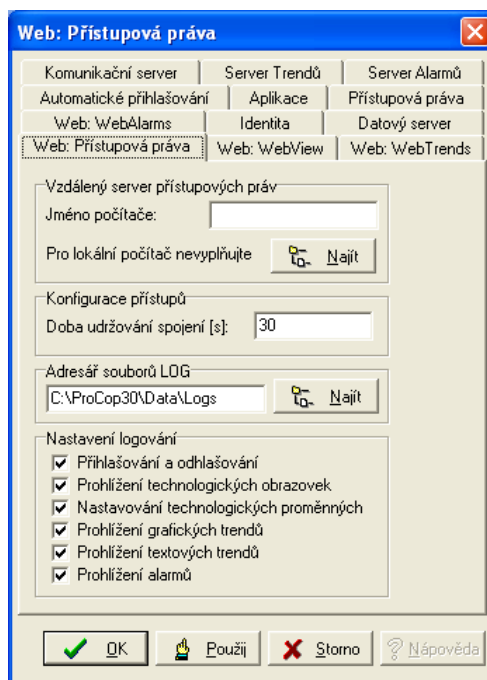 Web: Přístupová práva
Komunikační server Server Trendů Server Alarmů
Automatické přihlašování Aplikace Přístupová práva
Web: WebAlarms Identita Datový server
Web: Přístupová práva Web: WebView Web: WebTrends
Vzdálený server přístupových práv
Jméno počítače:
Pro lokální počítač nevyplňujte Najít
Konfigurace přístupů
Doba udržování spojení [s]: 30
Adresář souborů LOG
C:\ProCop30\Data\Logs Najít
Nastavení logování
Přihlašování a odhlašování
Prohlížení technologických obrazovek
Nastavování technologických proměnných
Prohlížení grafických trendů
Prohlížení textových trendů
Prohlížení alarmů
OK Použij Storno Nápověda